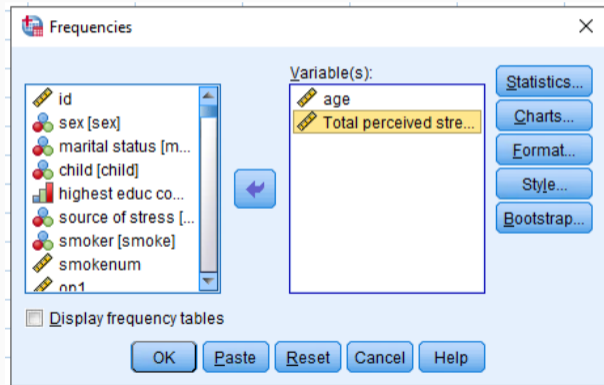 Frequencies
id
sex [sex]
marital status [m...
child [child]
highest educ co...
source of stress [...
smoker [smoke]
smokenum
op1
Variable(s):
age
Total perceived stre...
Statistics...
Charts...
Format...
Style...
Bootstrap...
Display frequency tables
OK Paste Reset Cancel Help